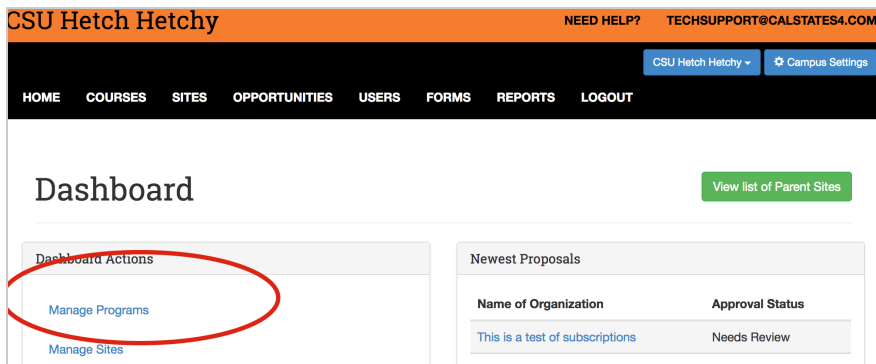 CSU Hetch Hetchy
NEED HELP? TECHSUPPORT@CALSTATES4.COM
CSU Hetch Hetchy
Campus Settings
HOME COURSES SITES OPPORTUNITIES USERS FORMS REPORTS LOGOUT
Dashboard
View list of Parent Sites
Dashboard Actions
Manage Programs
Manage Sites
Newest Proposals
Name of Organization Approval Status
This is a test of subscriptions Needs Review